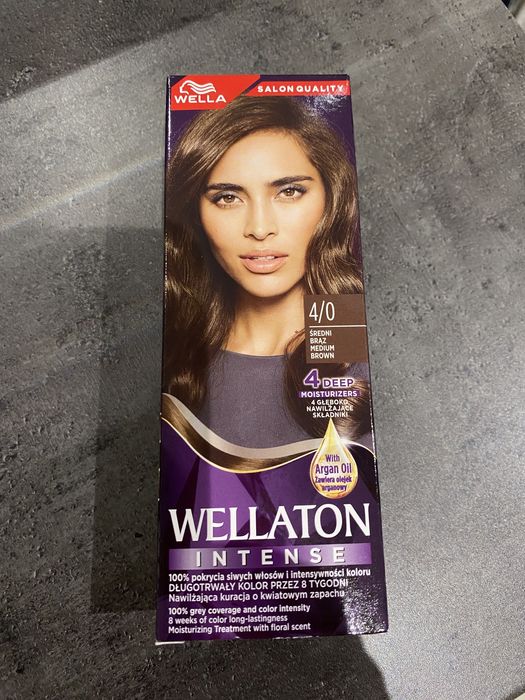 WELLA
SALON QUALITY
4/0
ŚREDNI
BRĄZ
MEDIUM
BROWN
4 DEEP
MOISTURIZERS
4 GŁĘBOKO
NAWILŻAJĄCE
SKŁADNIKI
With
Argan Oil
Zawiera olejek
arganowy
WELLATON
INTENSE
100% pokrycia siwych włosów i intensywności koloru
DŁUGOTRWAŁY KOLOR PRZEZ 8 TYGODNI
Nawilżająca kuracja o kwiatowym zapachu
100% grey coverage and color intensity
8 weeks of color long-lastingness
Moisturizing Treatment with floral scent